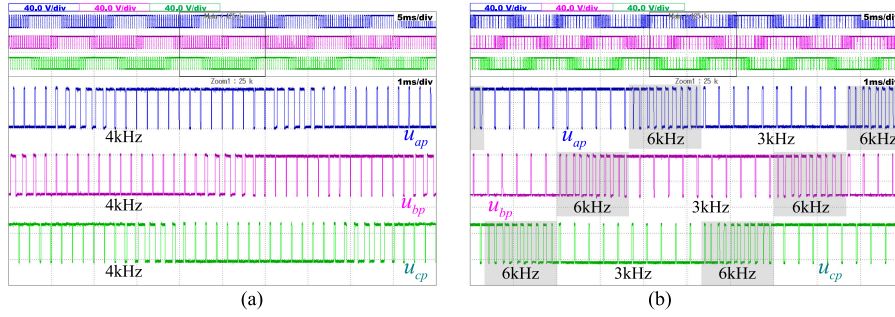 40.0 V/div 40.0 V/div 40.0 V/div
5ms/div
Zoom1 : 25 k
1ms/div
4kHz
u_ap
4kHz
u_bp
4kHz
u_cp
(a)
40.0 V/div 40.0 V/div 40.0 V/div
5ms/div
Zoom1 : 25 k
1ms/div
u_ap 6kHz 3kHz 6kHz
u_bp 6kHz 3kHz 6kHz
6kHz 3kHz 6kHz u_cp
(b)